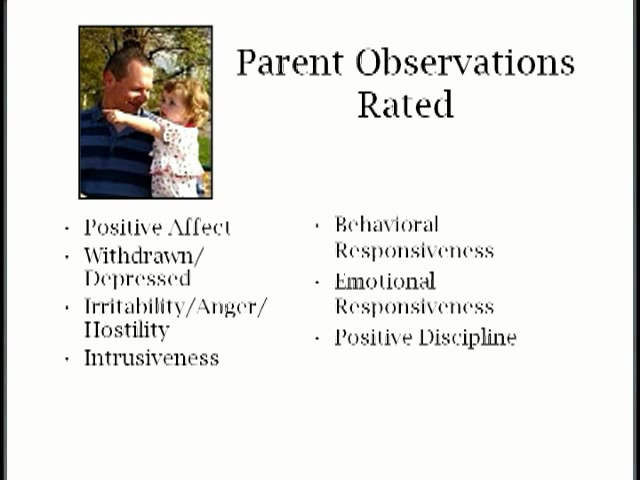 Parent Observations
Rated
· Positive Affect
· Withdrawn/
Depressed
· Irritability/Anger/
Hostility
· Intrusiveness
· Behavioral
Responsiveness
· Emotional
Responsiveness
· Positive Discipline